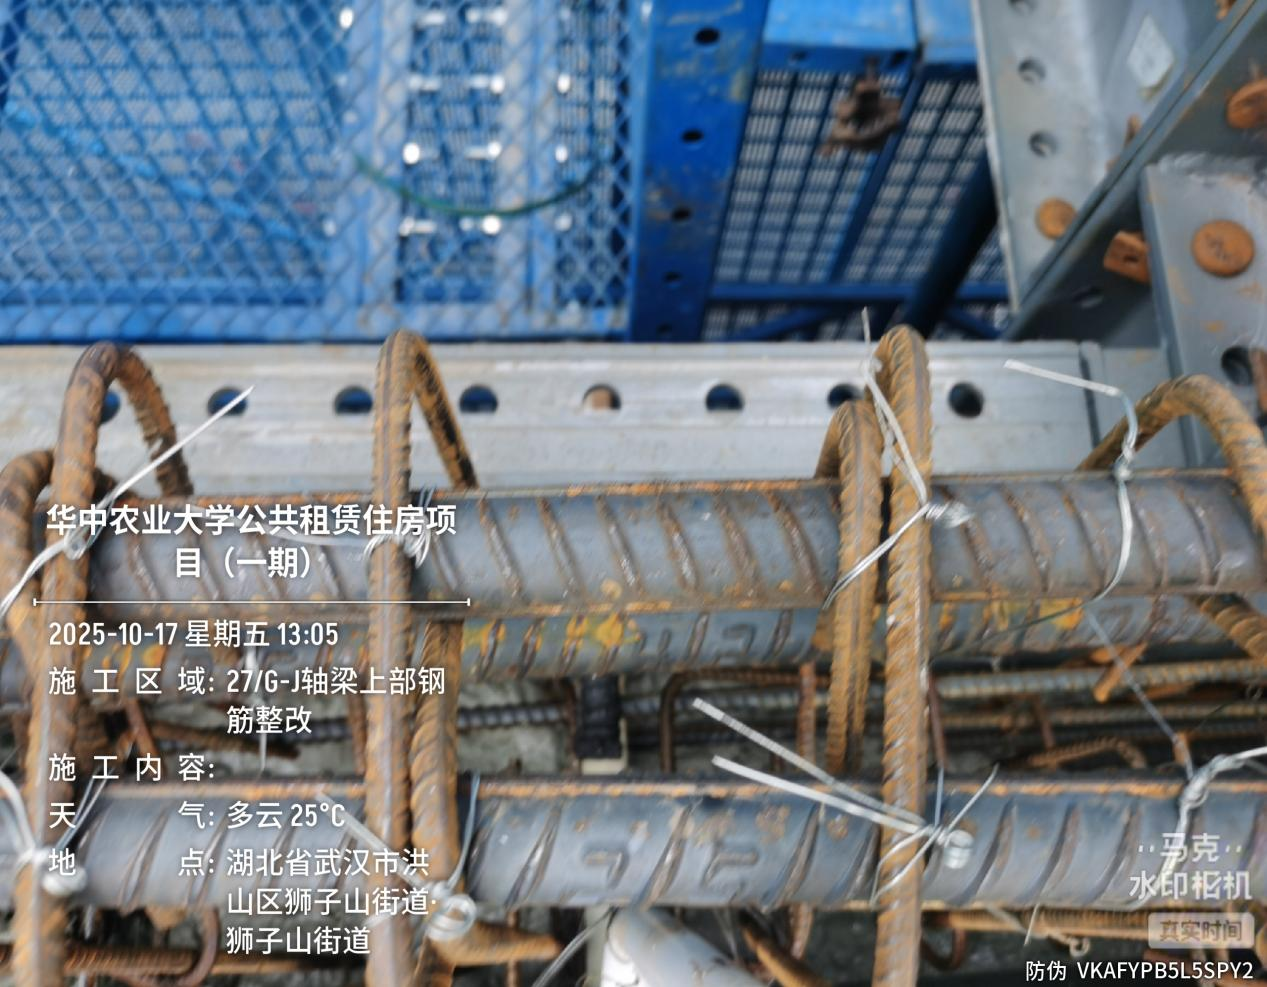 华中农业大学公共租赁住房项
目（一期）
2025-10-17 星期五 13:05
施工区域: 27/G-J轴梁上部钢
筋整改
施工内容:
天气: 多云 25°C
地点: 湖北省武汉市洪
山区狮子山街道·
狮子山街道
马克
水印相机
真实时间
防伪 VKAFYPB5L5SPY2